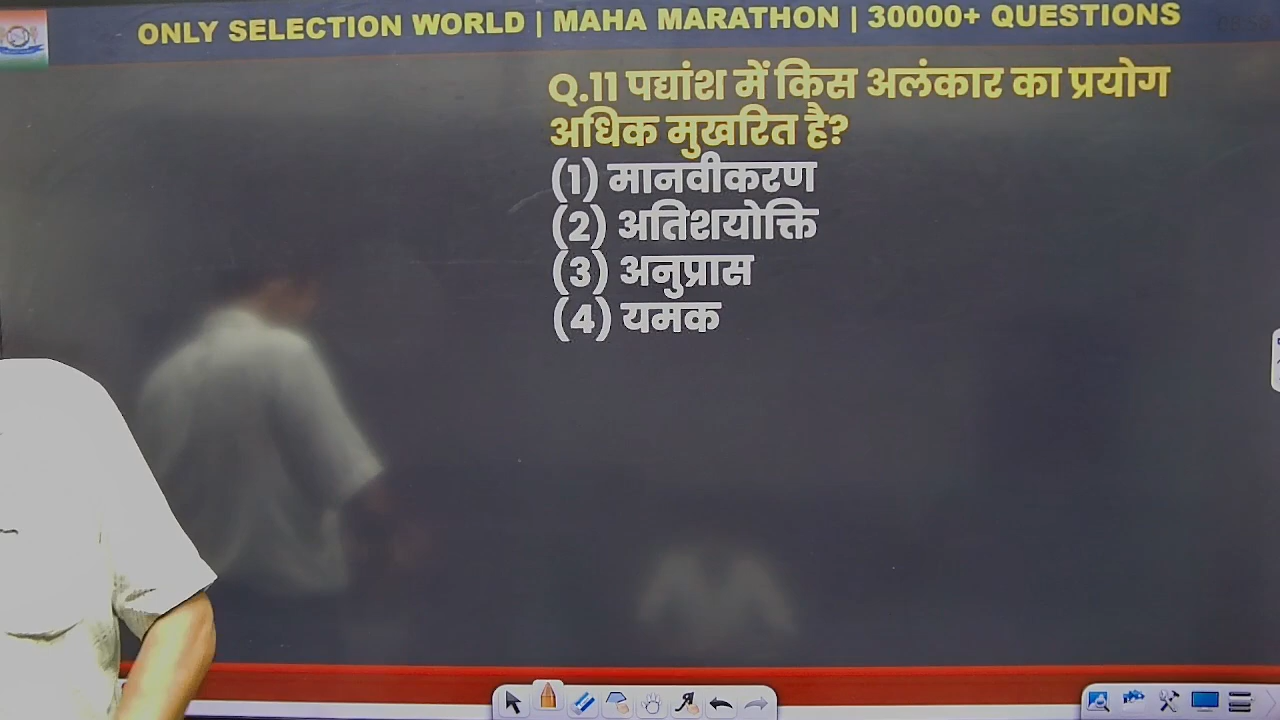 ONLY SELECTION WORLD | MAHA MARATHON | 30000+ QUESTIONS
Q.11 पद्यांश में किस अलंकार का प्रयोग
अधिक मुखरित है?
(1) मानवीकरण
(2) अतिशयोक्ति
(3) अनुप्रास
(4) यमक